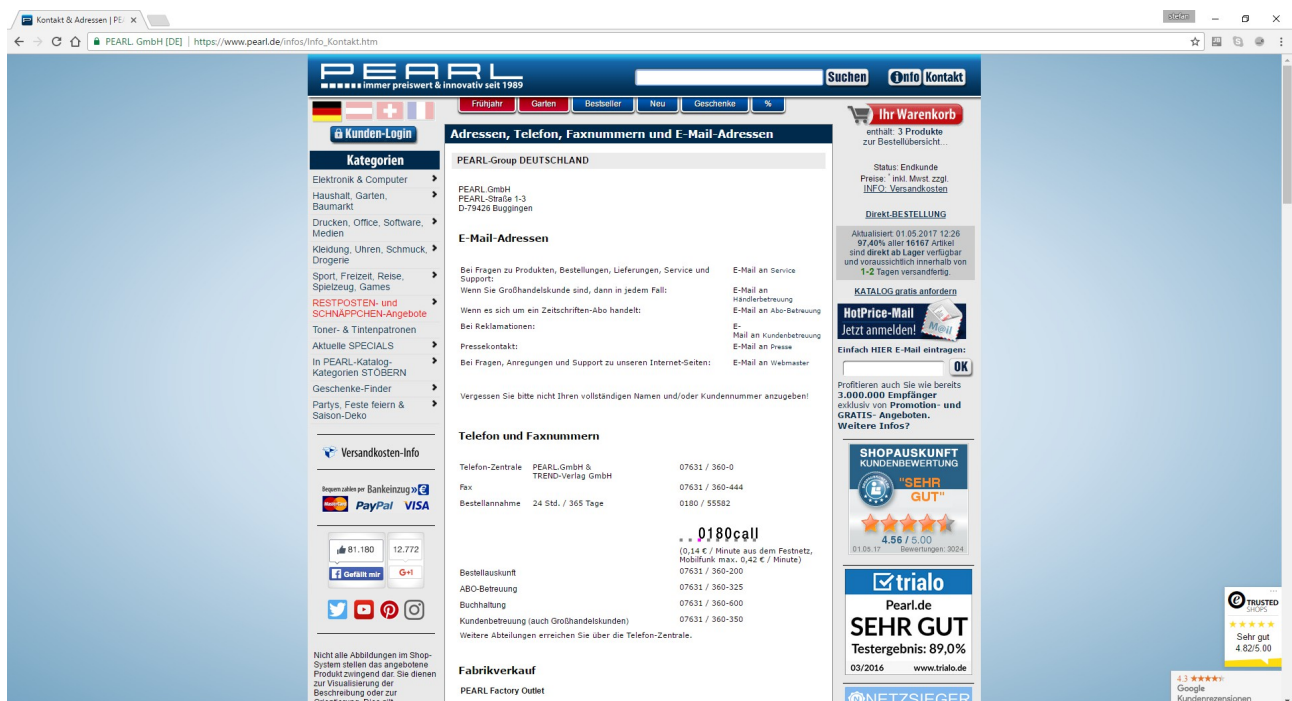 Kontakt & Adressen | PE
stefan
PEARL. GmbH [DE] | https://www.pearl.de/infos/Info_Kontakt.htm
PEARL
immer preiswert & innovativ seit 1989
Suchen
Info
Kontakt
Kunden-Login
Kategorien
Elektronik & Computer
Haushalt, Garten,
Baumarkt
Drucken, Office, Software,
Medien
Kleidung, Uhren, Schmuck,
Drogerie
Sport, Freizeit, Reise,
Spielzeug, Games
RESTPOSTEN- und
SCHNÄPPCHEN-Angebote
Toner- & Tintenpatronen
Aktuelle SPECIALS
In PEARL-Katalog-
Kategorien STÖBERN
Geschenke-Finder
Partys, Feste feiern &
Saison-Deko
Versandkosten-Info
Bequem zahlen per Bankeinzug
MasterCard PayPal VISA
81.180
12.772
Gefällt mir
G+1
Nicht alle Abbildungen im Shop-
System stellen das angebotene
Produkt zwingend dar. Sie dienen
zur Visualisierung der
Beschreibung oder zur
Frühjahr
Garten
Bestseller
Neu
Geschenke
%
Adressen, Telefon, Faxnummern und E-Mail-Adressen
PEARL-Group DEUTSCHLAND
PEARL.GmbH
PEARL-Straße 1-3
D-79426 Buggingen
E-Mail-Adressen
Bei Fragen zu Produkten, Bestellungen, Lieferungen, Service und E-Mail an Service
Support:
Wenn Sie Großhandelskunde sind, dann in jedem Fall: E-Mail an
Händlerbetreuung
Wenn es sich um ein Zeitschriften-Abo handelt: E-Mail an Abo-Betreuung
Bei Reklamationen: E-
Mail an Kundenbetreuung
Pressekontakt: E-Mail an Presse
Bei Fragen, Anregungen und Support zu unseren Internet-Seiten: E-Mail an Webmaster
Vergessen Sie bitte nicht Ihren vollständigen Namen und/oder Kundennummer anzugeben!
Telefon und Faxnummern
Telefon-Zentrale PEARL.GmbH & 07631 / 360-0
TREND-Verlag GmbH
Fax 07631 / 360-444
Bestellannahme 24 Std. / 365 Tage 0180 / 55582
0180call
(0,14 € / Minute aus dem Festnetz,
Mobilfunk max. 0,42 € / Minute)
Bestellauskunft 07631 / 360-200
ABO-Betreuung 07631 / 360-325
Buchhaltung 07631 / 360-600
Kundenbetreuung (auch Großhandelskunden) 07631 / 360-350
Weitere Abteilungen erreichen Sie über die Telefon-Zentrale.
Fabrikverkauf
PEARL Factory Outlet
Ihr Warenkorb
enthält: 3 Produkte
zur Bestellübersicht...
Status: Endkunde
Preise: * inkl. Mwst. zzgl.
INFO: Versandkosten
Direkt-BESTELLUNG
Aktualisiert: 01.05.2017 12:26
97,40% aller 16167 Artikel
sind direkt ab Lager verfügbar
und voraussichtlich innerhalb von
1-2 Tagen versandfertig.
KATALOG gratis anfordern
HotPrice-Mail
Jetzt anmelden!
M@il
Einfach HIER E-Mail eintragen:
OK
Profitieren auch Sie wie bereits
3.000.000 Empfänger
exklusiv von Promotion- und
GRATIS- Angeboten.
Weitere Infos?
SHOPAUSKUNFT
KUNDENBEWERTUNG
"SEHR
GUT"
4.56 / 5.00
01.05.17 Bewertungen: 3024
trialo
Pearl.de
SEHR GUT
Testergebnis: 89,0%
03/2016 www.trialo.de
NETZSIEGER
TRUSTED
SHOPS
Sehr gut
4.82/5.00
4.3
Google
Kundenrezensionen